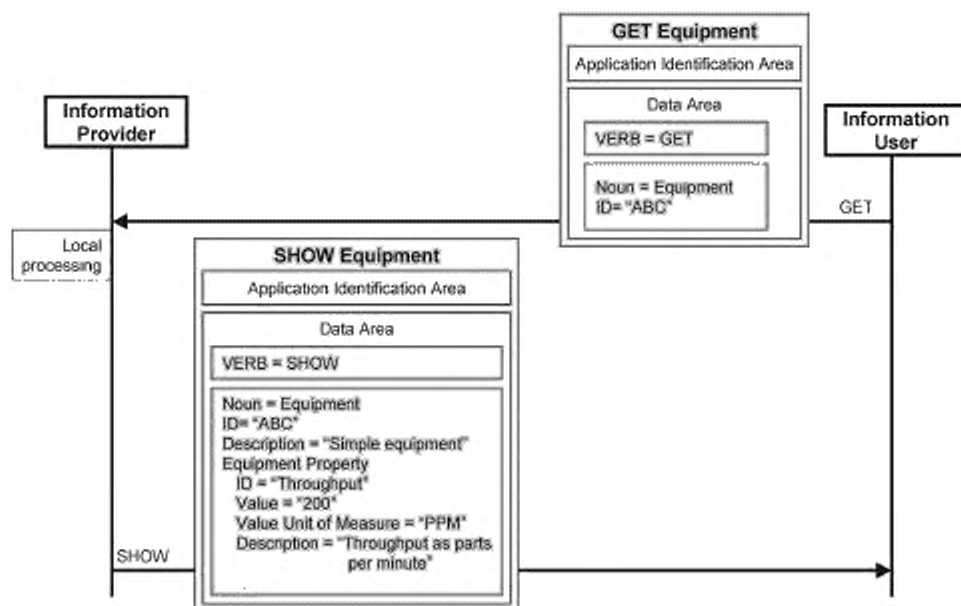 GET Equipment
Application Identification Area
Data Area
VERB = GET
Noun = Equipment
ID= "ABC"
Information
Provider
Information
User
GET
Local
processing
SHOW Equipment
Application Identification Area
Data Area
VERB = SHOW
Noun = Equipment
ID= "ABC"
Description = "Simple equipment"
Equipment Property
ID = "Throughput"
Value = "200"
Value Unit of Measure = "PPM"
Description = "Throughput as parts
per minute"
SHOW